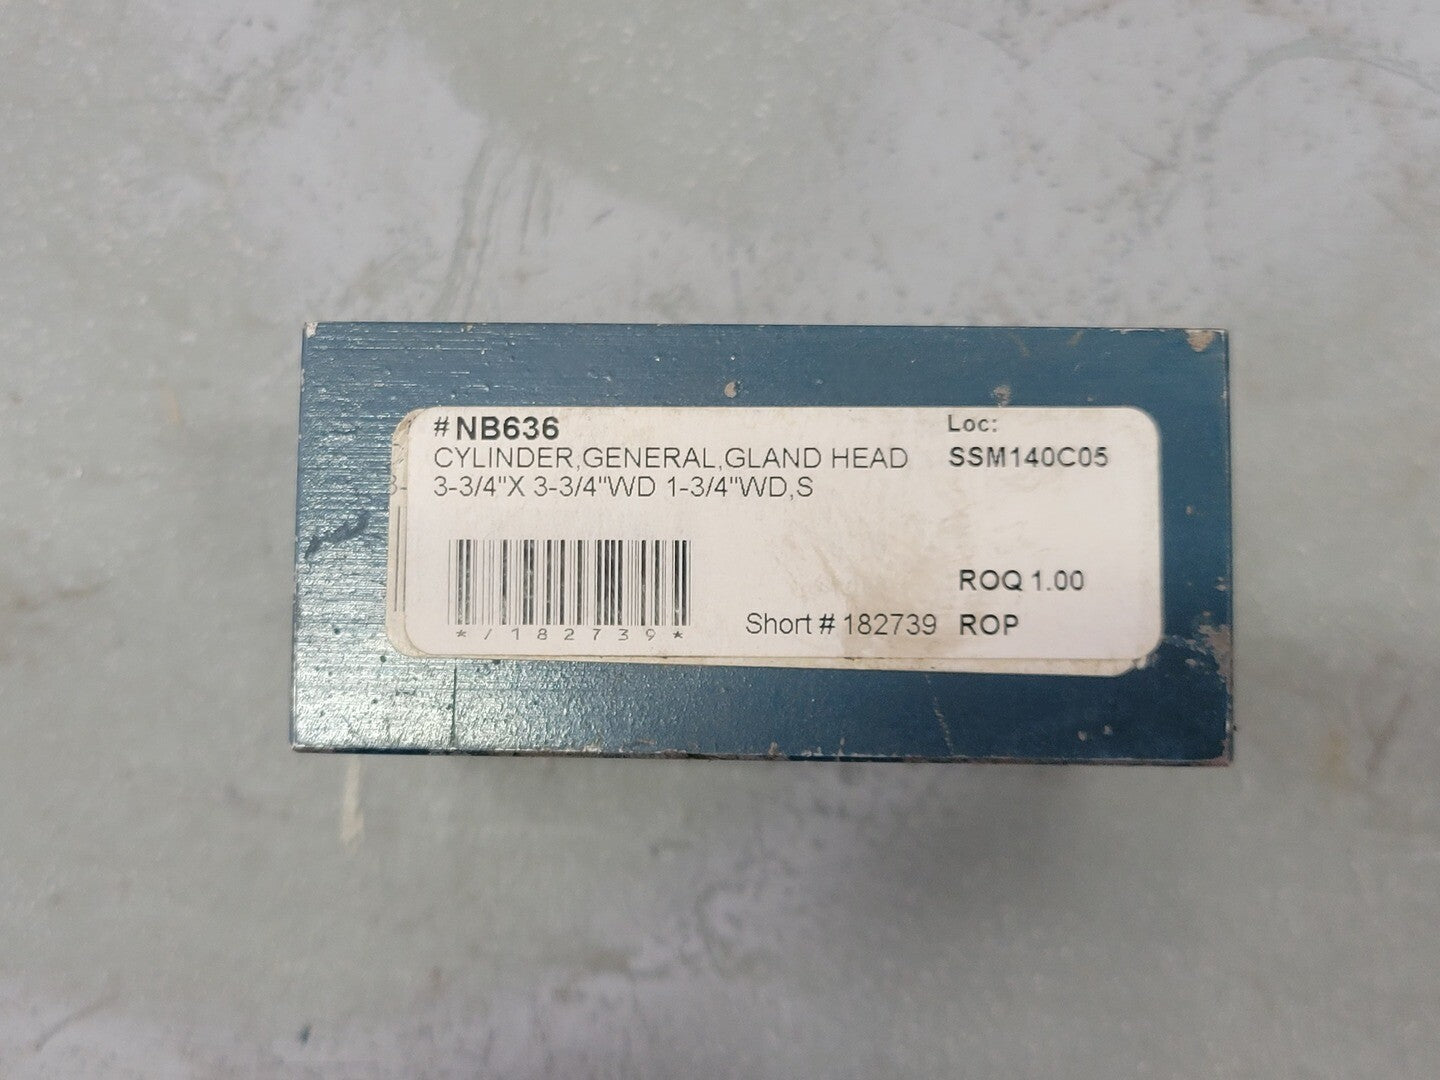 #NB636
Loc:
CYLINDER,GENERAL,GLAND HEAD
SSM140C05
3-3/4"X 3-3/4"WD 1-3/4"WD,S
ROQ 1.00
*/182739*
Short # 182739
ROP